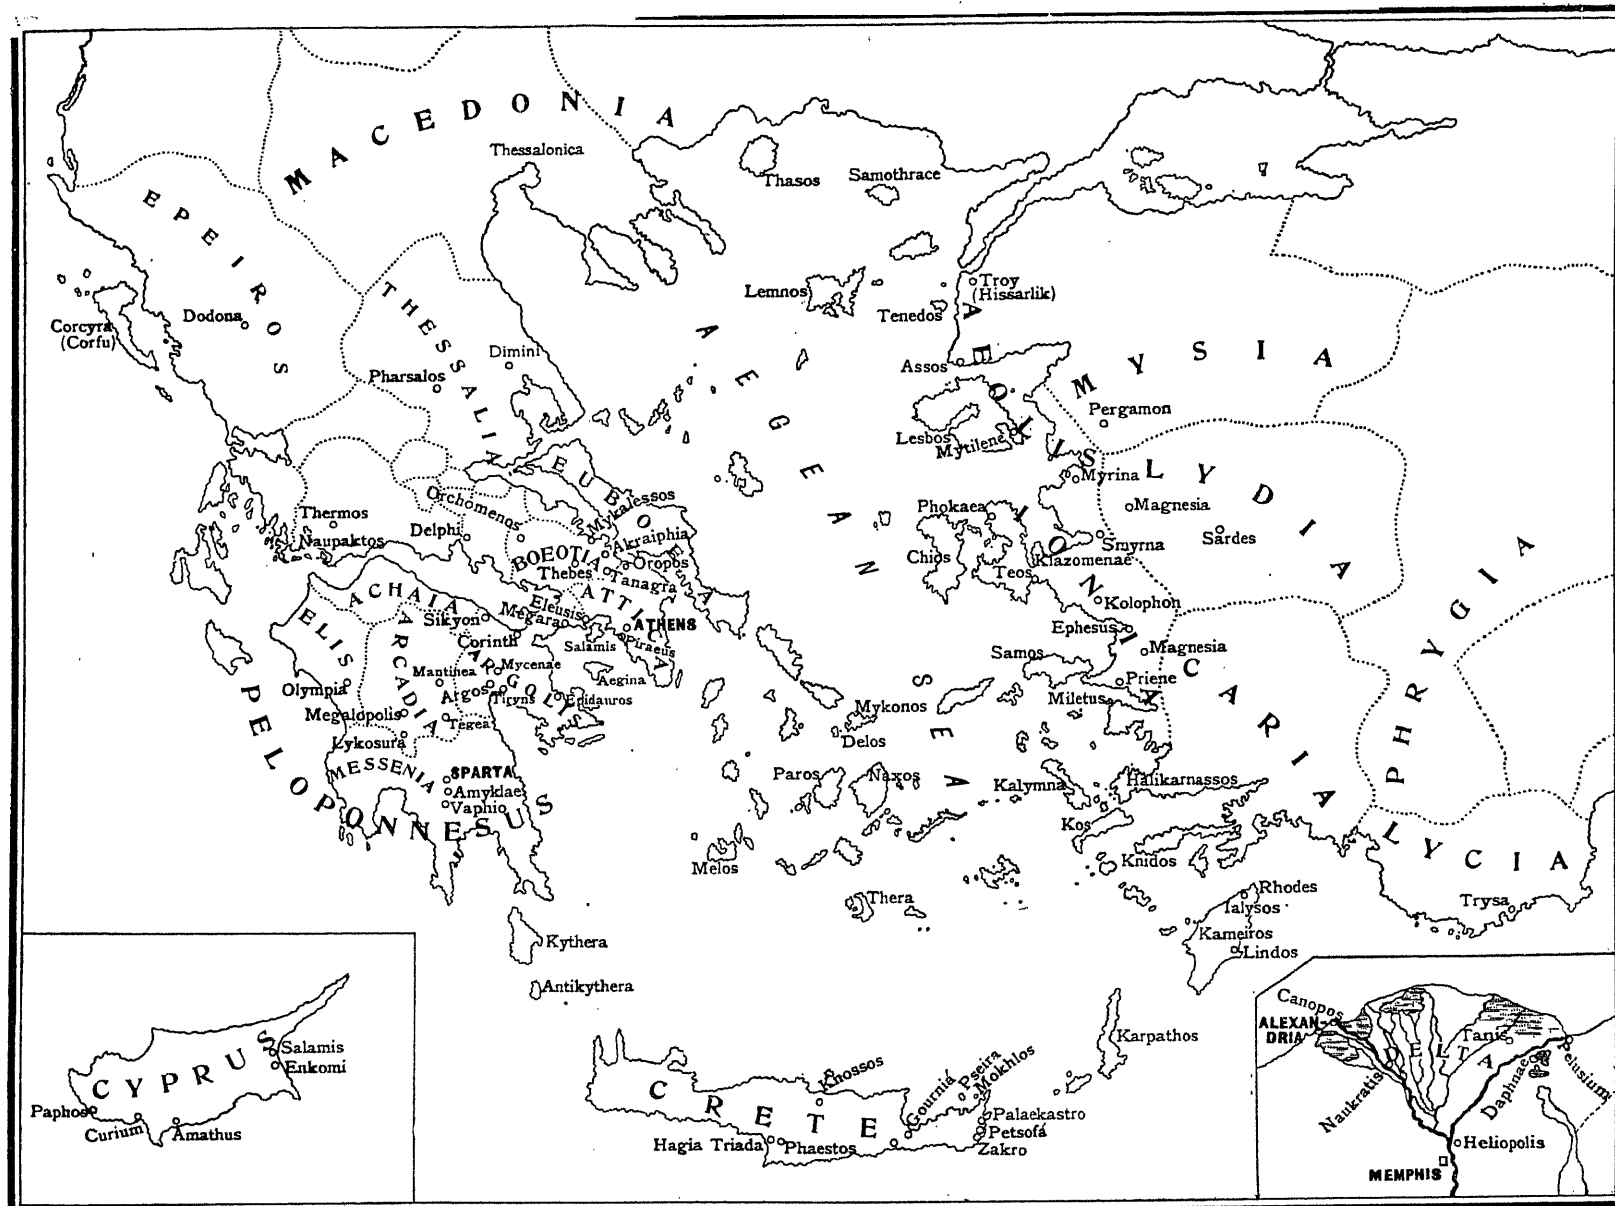 MACEDONIA
Thessalonica
Thasos
Samothrace
EPEIROS
THESSALIA
Corcyra
(Corfu)
Dodona
Dimini
Pharsalos
Lemnos
Troy
(Hissarlik)
Tenedos
Assos
AEOLIS
MYSIA
Pergamon
Lesbos
Mytilene
AEGEAN
SEA
Myrina
LYDIA
Magnesia
Sardes
Phokaea
Smyrna
Chios
Klazomenae
Teos
IONIA
Kolophon
Ephesus
Magnesia
Samos
Priene
Miletus
PHRYGIA
CARIA
EUBOEA
Orchomenos
Mykalessos
Thermos
Delphi
Akraiphia
Naupaktos
BOEOTIA
Oropos
Thebes
Tanagra
ATTICA
ACHAIA
Eleusis
Megara
ATHENS
Sikyon
Piraeus
Corinth
Salamis
ELIS
ARCADIA
ARGOLIS
Mycenae
Mantinea
Aegina
Olympia
Argos
Tiryns
Epidauros
Megalopolis
Tegea
Lykosura
MESSENIA
SPARTA
Amyklae
Vaphio
PELOPONNESUS
Mykonos
Delos
Paros
Naxos
Kalymna
Halikarnassos
Kos
Knidos
LYCIA
Trysa
Melos
Thera
Rhodes
Ialysos
Kameiros
Lindos
Kythera
Antikythera
Karpathos
CRETE
Knossos
Gourniá
Pseira
Mokhlos
Palaekastro
Petsofá
Zakro
Hagia Triada
Phaestos
CYPRUS
Salamis
Enkomi
Paphos
Curium
Amathus
Canopos
ALEXAN-
DRIA
DELTA
Tanis
Naukratis
Daphnae
Pelusium
Heliopolis
MEMPHIS